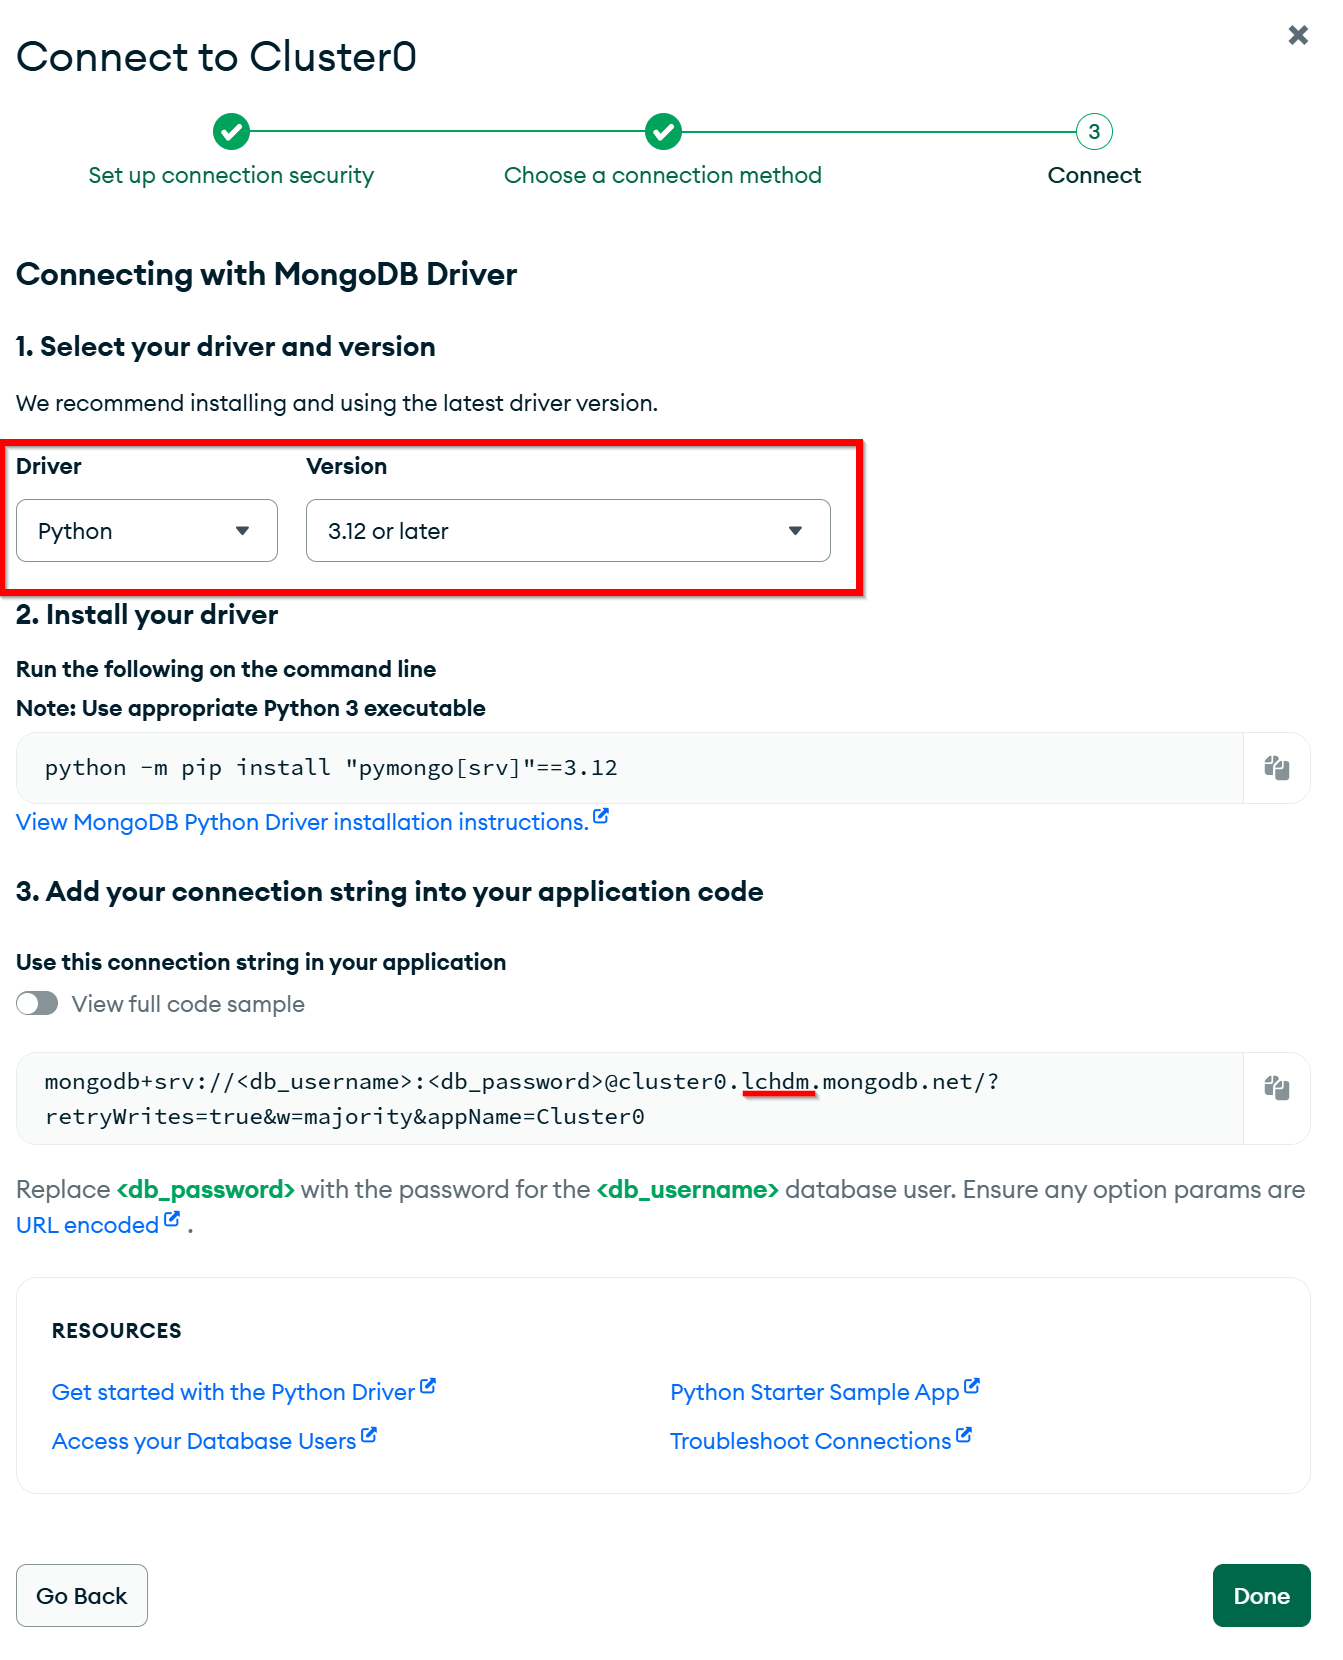 Connect to Cluster0
3
Set up connection security
Choose a connection method
Connect
Connecting with MongoDB Driver
1. Select your driver and version
We recommend installing and using the latest driver version.
Driver
Version
Python
3.12 or later
2. Install your driver
Run the following on the command line
Note: Use appropriate Python 3 executable
python -m pip install "pymongo[srv]"==3.12
View MongoDB Python Driver installation instructions.
3. Add your connection string into your application code
Use this connection string in your application
View full code sample
mongodb+srv://<db_username>:<db_password>@cluster0.lchdm.mongodb.net/?
retryWrites=true&w=majority&appName=Cluster0
Replace <db_password> with the password for the <db_username> database user. Ensure any option params are
URL encoded .
RESOURCES
Get started with the Python Driver
Python Starter Sample App
Access your Database Users
Troubleshoot Connections
Go Back
Done